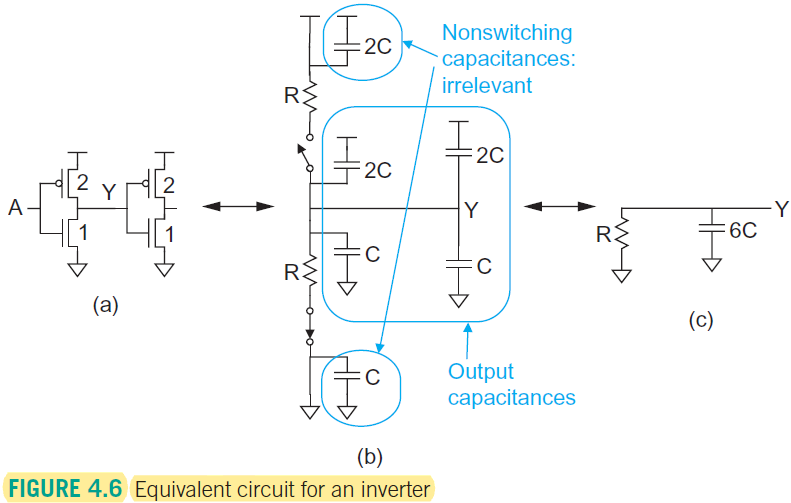 2C
Nonswitching
capacitances:
irrelevant
R
2C
2C
A
2
Y
2
1
1
Y
C
C
R
R
6C
Y
(a)
(c)
C
Output
capacitances
(b)
FIGURE 4.6 Equivalent circuit for an inverter